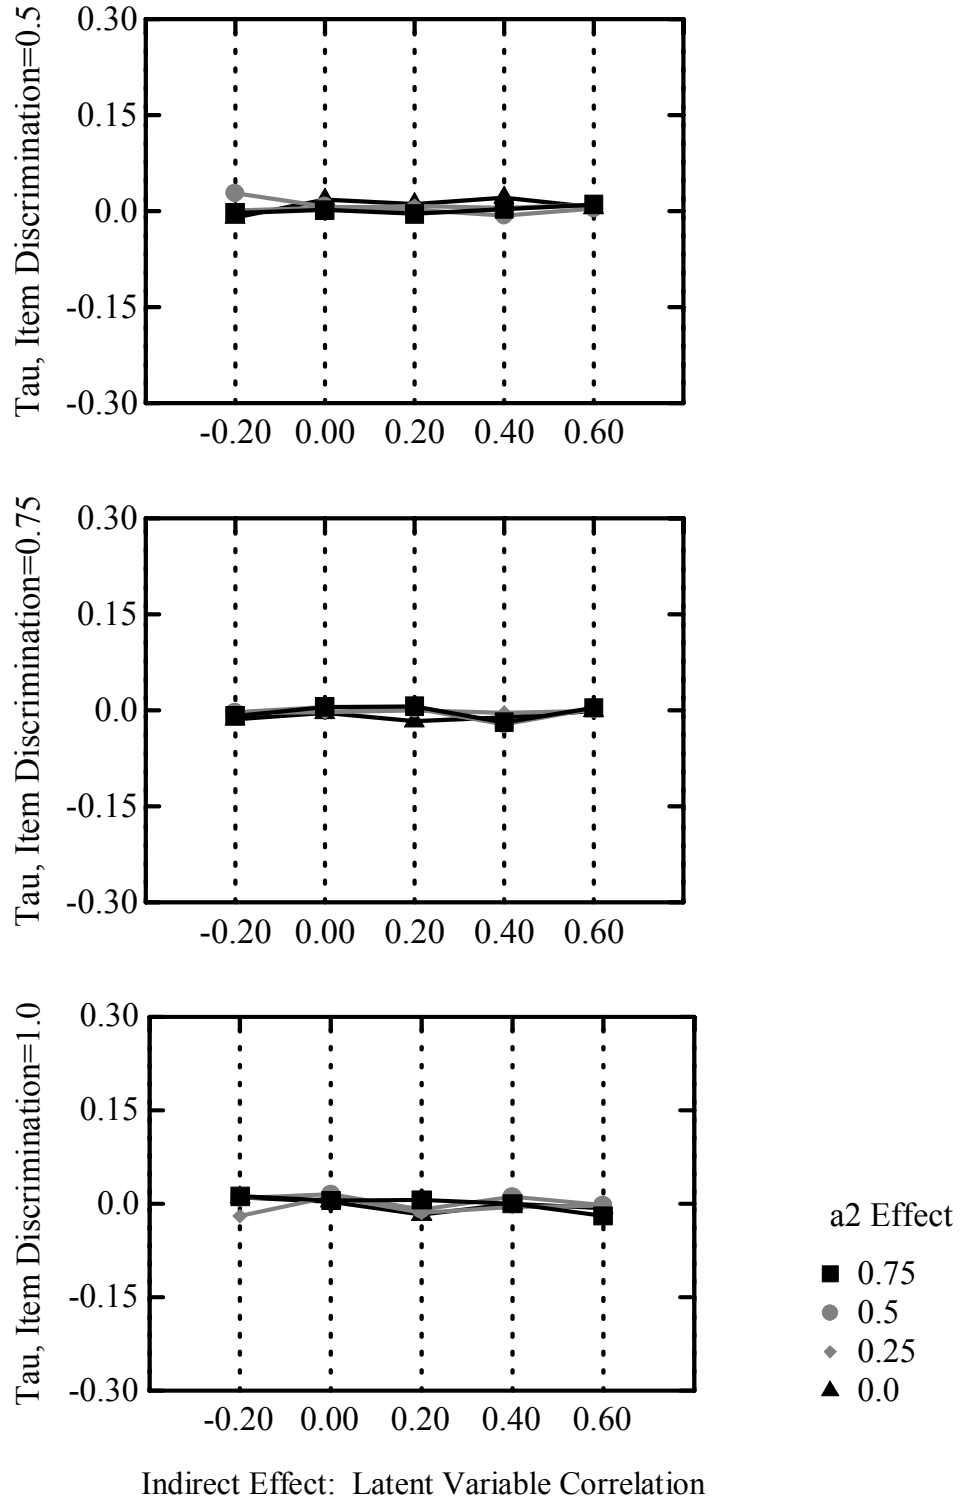 Tau, Item Discrimination=0.5
0.30
0.15
0.0
-0.15
-0.30
-0.20 0.00 0.20 0.40 0.60
Tau, Item Discrimination=0.75
0.30
0.15
0.0
-0.15
-0.30
-0.20 0.00 0.20 0.40 0.60
Tau, Item Discrimination=1.0
0.30
0.15
0.0
-0.15
-0.30
-0.20 0.00 0.20 0.40 0.60
a2 Effect
0.75
0.5
0.25
0.0
Indirect Effect: Latent Variable Correlation